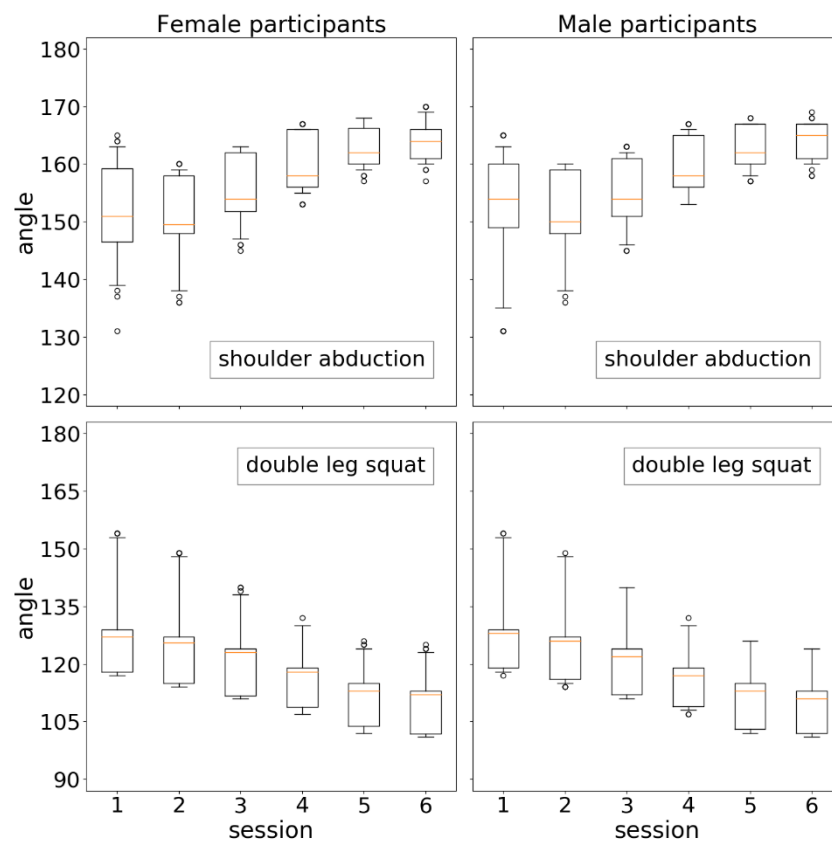 Female participants
Male participants
180
170
160
150
140
130
120
angle
shoulder abduction
shoulder abduction
180
165
150
135
120
105
90
angle
double leg squat
double leg squat
1 2 3 4 5 6
session
1 2 3 4 5 6
session